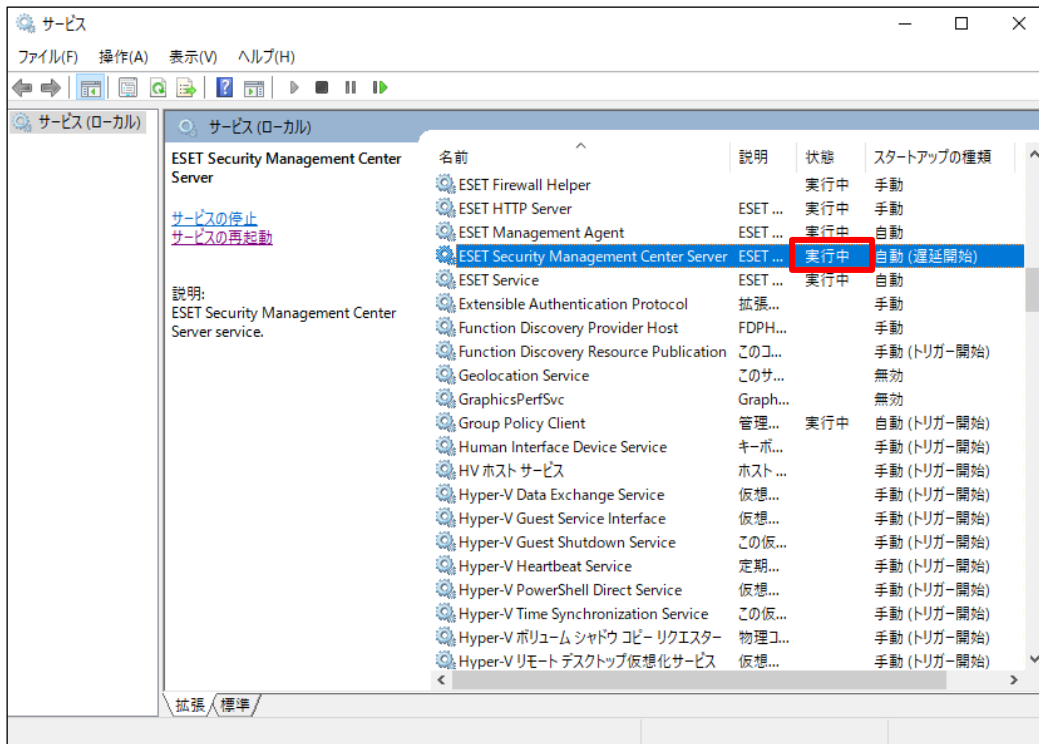 サービス
ファイル(F) 操作(A) 表示(V) ヘルプ(H)
サービス (ローカル)
サービス (ローカル)
ESET Security Management Center
Server
サービスの停止
サービスの再起動
説明:
ESET Security Management Center
Server service.
名前 説明 状態 スタートアップの種類
ESET Firewall Helper 実行中 手動
ESET HTTP Server ESET ... 実行中 手動
ESET Management Agent ESET ... 実行中 自動
ESET Security Management Center Server ESET ... 実行中 自動 (遅延開始)
ESET Service ESET ... 実行中 自動
Extensible Authentication Protocol 拡張... 手動
Function Discovery Provider Host FDPH... 手動
Function Discovery Resource Publication このコ... 手動 (トリガー開始)
Geolocation Service このサ... 無効
GraphicsPerfSvc Graph... 無効
Group Policy Client 管理... 実行中 自動 (トリガー開始)
Human Interface Device Service キーボ... 手動 (トリガー開始)
HV ホスト サービス ホスト ... 手動 (トリガー開始)
Hyper-V Data Exchange Service 仮想... 手動 (トリガー開始)
Hyper-V Guest Service Interface 仮想... 手動 (トリガー開始)
Hyper-V Guest Shutdown Service この仮... 手動 (トリガー開始)
Hyper-V Heartbeat Service 定期... 手動 (トリガー開始)
Hyper-V PowerShell Direct Service 仮想... 手動 (トリガー開始)
Hyper-V Time Synchronization Service この仮... 手動 (トリガー開始)
Hyper-V ボリューム シャドウ コピー リクエスター 物理コ... 手動 (トリガー開始)
Hyper-V リモート デスクトップ仮想化サービス 仮想... 手動 (トリガー開始)
拡張 標準